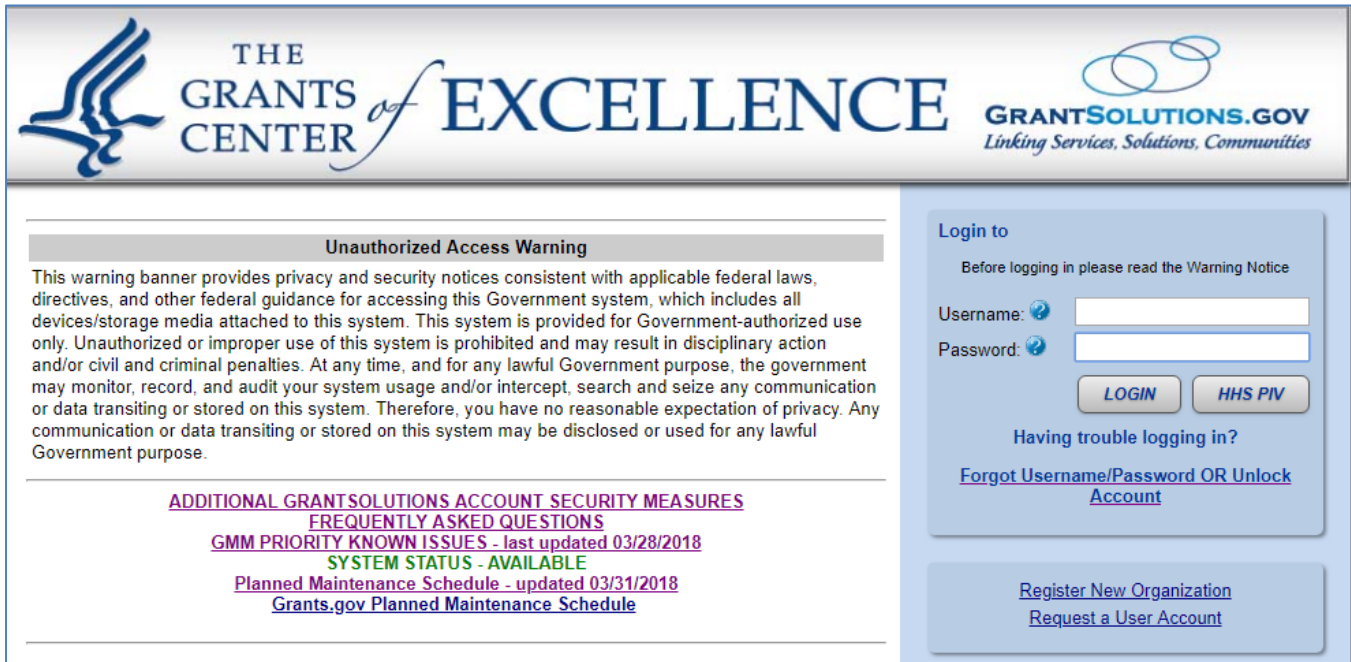 THE
GRANTS of EXCELLENCE
CENTER
GRANTSOLUTIONS.GOV
Linking Services, Solutions, Communities
Unauthorized Access Warning
This warning banner provides privacy and security notices consistent with applicable federal laws,
directives, and other federal guidance for accessing this Government system, which includes all
devices/storage media attached to this system. This system is provided for Government-authorized use
only. Unauthorized or improper use of this system is prohibited and may result in disciplinary action
and/or civil and criminal penalties. At any time, and for any lawful Government purpose, the government
may monitor, record, and audit your system usage and/or intercept, search and seize any communication
or data transiting or stored on this system. Therefore, you have no reasonable expectation of privacy. Any
communication or data transiting or stored on this system may be disclosed or used for any lawful
Government purpose.
ADDITIONAL GRANTSOLUTIONS ACCOUNT SECURITY MEASURES
FREQUENTLY ASKED QUESTIONS
GMM PRIORITY KNOWN ISSUES - last updated 03/28/2018
SYSTEM STATUS - AVAILABLE
Planned Maintenance Schedule - updated 03/31/2018
Grants.gov Planned Maintenance Schedule
Login to
Before logging in please read the Warning Notice
Username: ?
Password: ?
LOGIN HHS PIV
Having trouble logging in?
Forgot Username/Password OR Unlock
Account
Register New Organization
Request a User Account